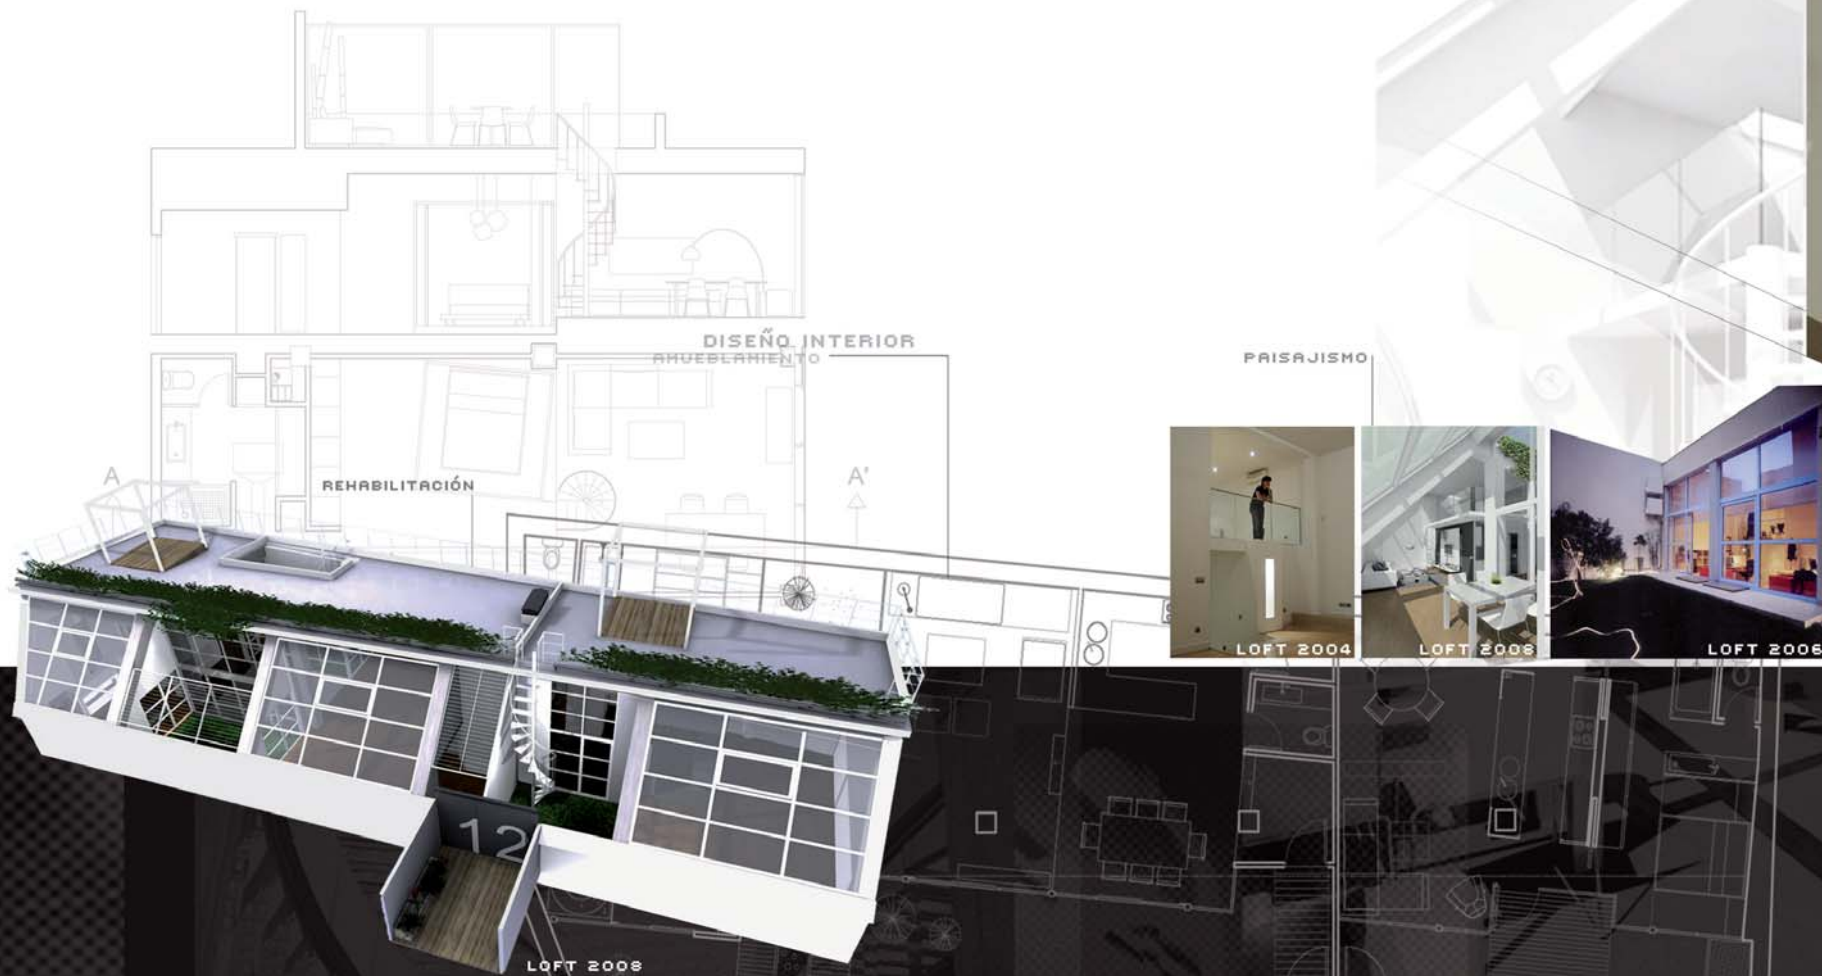 DISEÑO INTERIOR
AMUEBLAMIENTO
PAISAJISMO
A
A'
REHABILITACIÓN
LOFT 2004
LOFT 2008
LOFT 2006
12
LOFT 2008